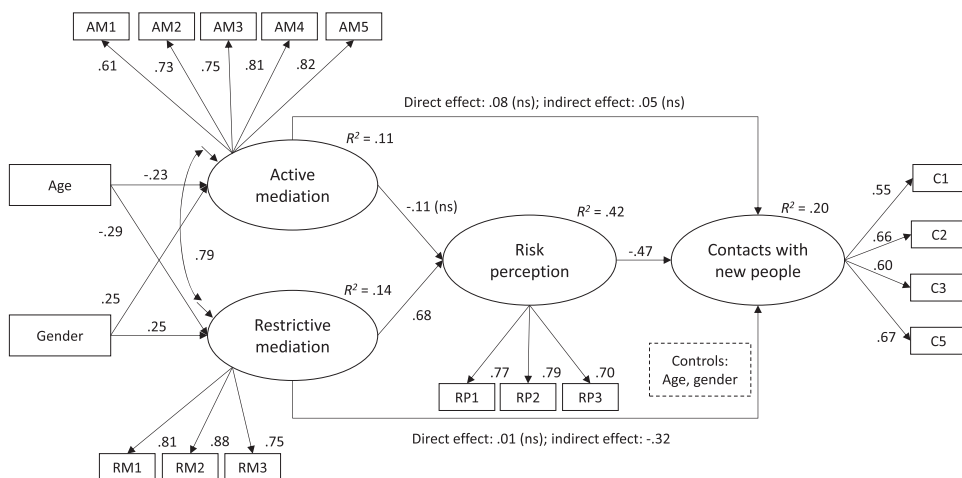 AM1 AM2 AM3 AM4 AM5
.61 .73 .75 .81 .82
Direct effect: .08 (ns); indirect effect: .05 (ns)
R² = .11
Age
-.23
Active
mediation
-.29
.79
-.11 (ns)
R² = .42
Risk
perception
-.47
R² = .20
Contacts with
new people
.55
C1
.66
C2
.60
C3
.67
C5
R² = .14
.25
Gender
.25
Restrictive
mediation
.68
Controls:
Age, gender
.77 .79 .70
RP1 RP2 RP3
Direct effect: .01 (ns); indirect effect: -.32
.81 .88 .75
RM1 RM2 RM3